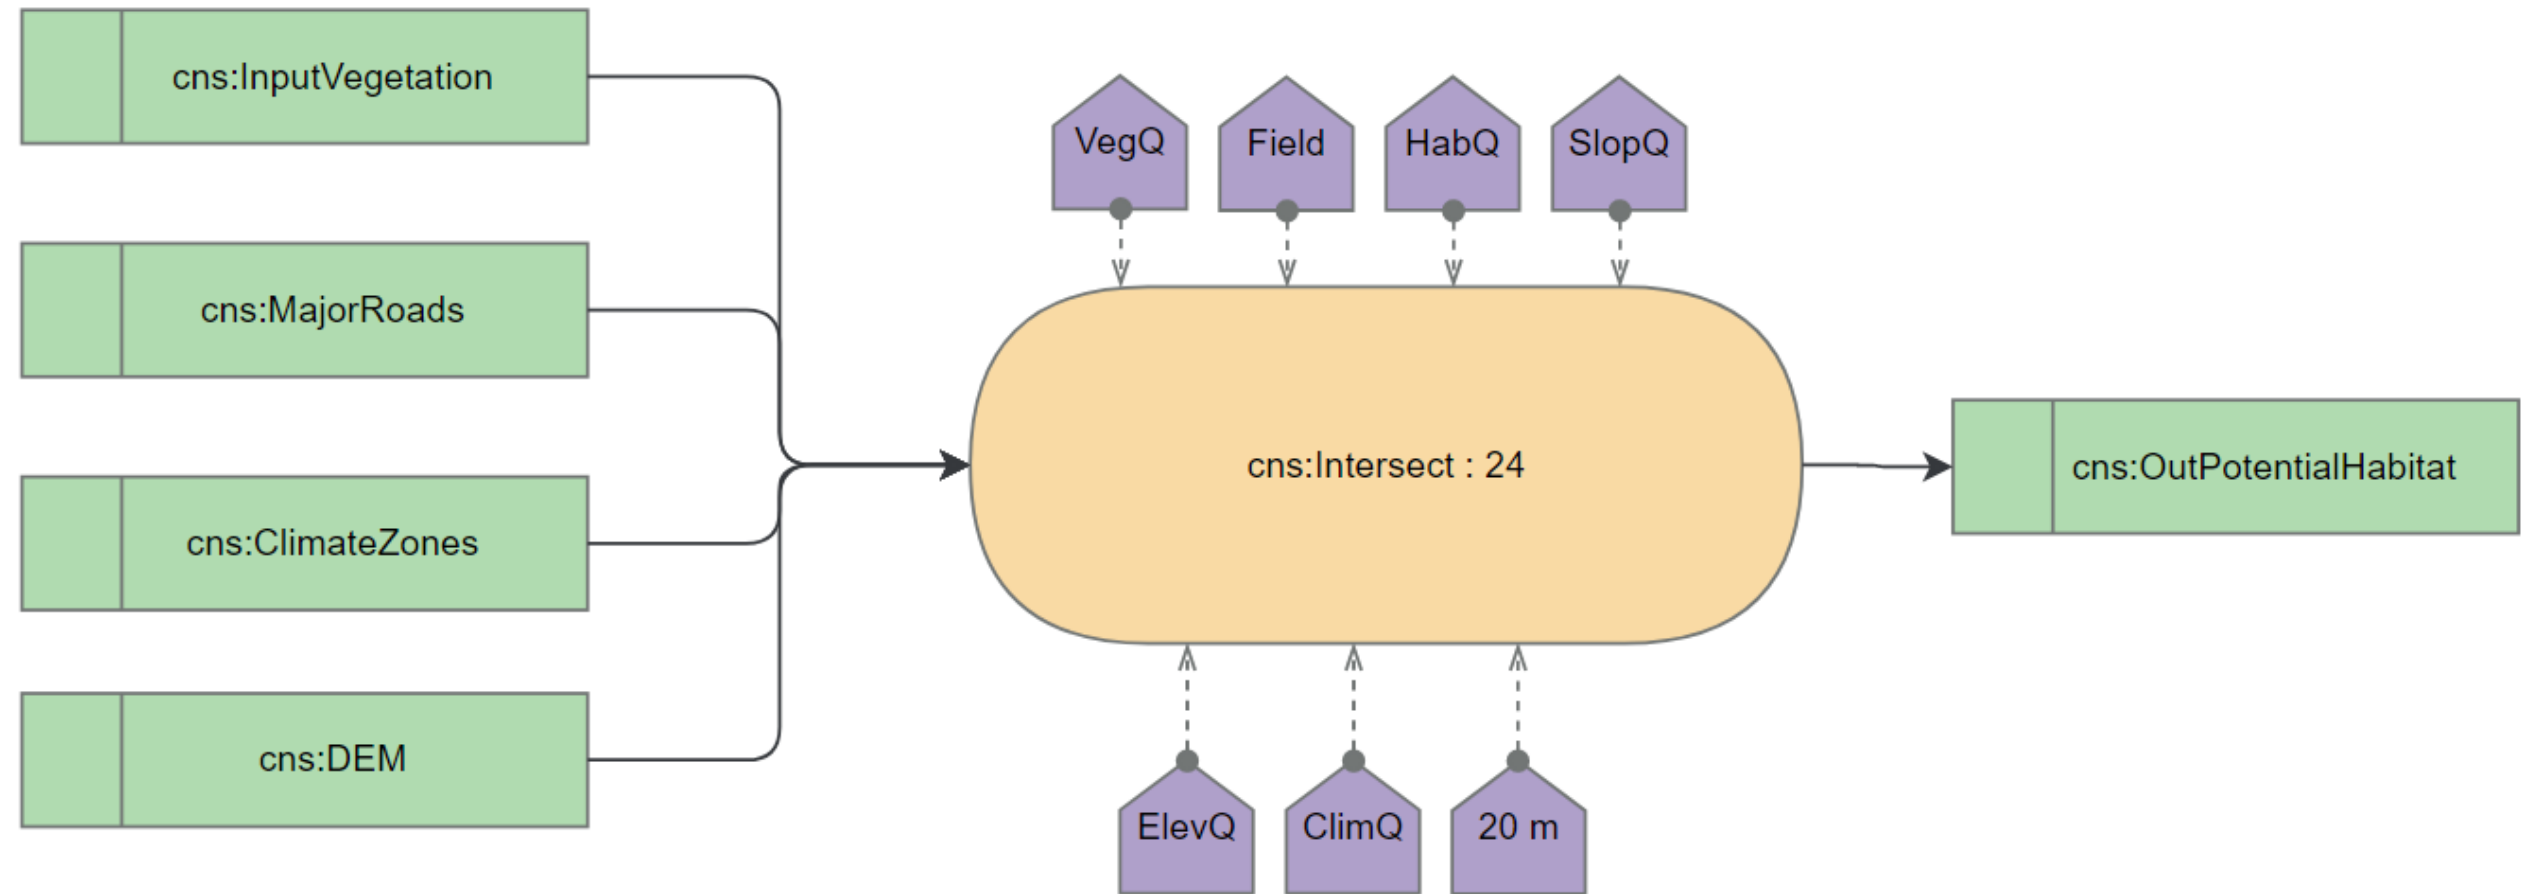 cns:InputVegetation
cns:MajorRoads
cns:ClimateZones
cns:DEM
VegQ
Field
HabQ
SlopQ
cns:Intersect : 24
ElevQ
ClimQ
20 m
cns:OutPotentialHabitat